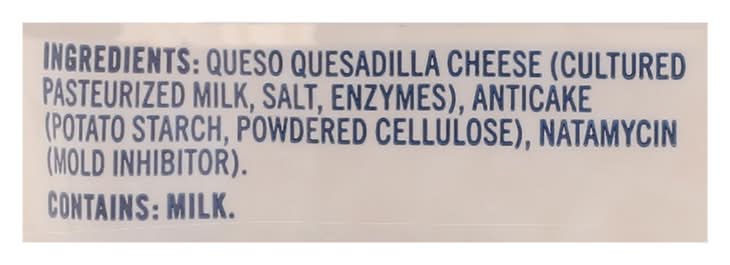 INGREDIENTS: QUESO QUESADILLA CHEESE (CULTURED
PASTEURIZED MILK, SALT, ENZYMES), ANTICAKE
(POTATO STARCH, POWDERED CELLULOSE), NATAMYCIN
(MOLD INHIBITOR).
CONTAINS: MILK.